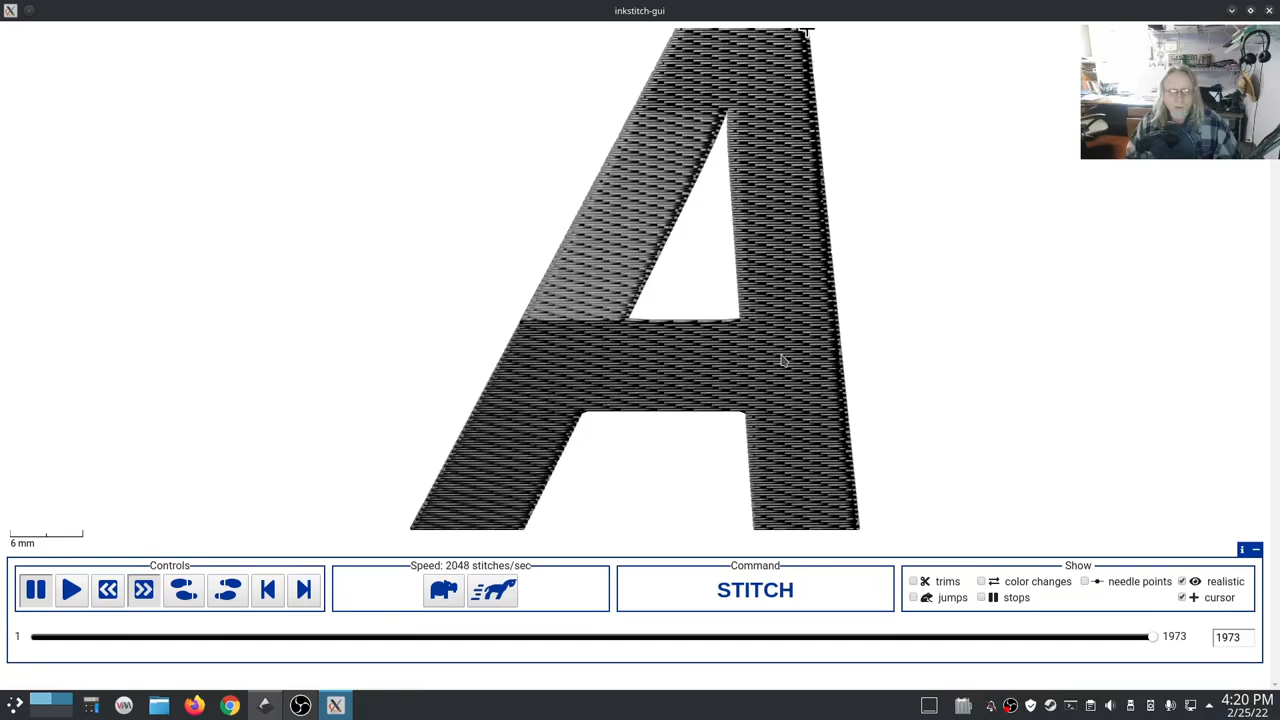 inkstitch-gui
6 mm
Controls
Speed: 2048 stitches/sec
Command
STITCH
Show
trims
color changes
needle points
realistic
jumps
stops
cursor
1
1973
1973
4:20 PM
2/25/22